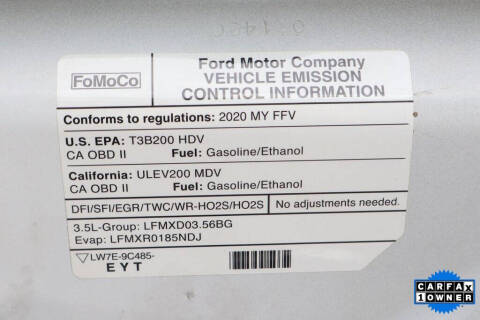 FoMoCo
Ford Motor Company
VEHICLE EMISSION
CONTROL INFORMATION
Conforms to regulations: 2020 MY FFV
U.S. EPA: T3B200 HDV
CA OBD II Fuel: Gasoline/Ethanol
California: ULEV200 MDV
CA OBD II Fuel: Gasoline/Ethanol
DFI/SFI/EGR/TWC/WR-HO2S/HO2S No adjustments needed.
3.5L-Group: LFMXD03.56BG
Evap: LFMXR0185NDJ
LW7E-9C485-
EYT
CARFAX
1 OWNER